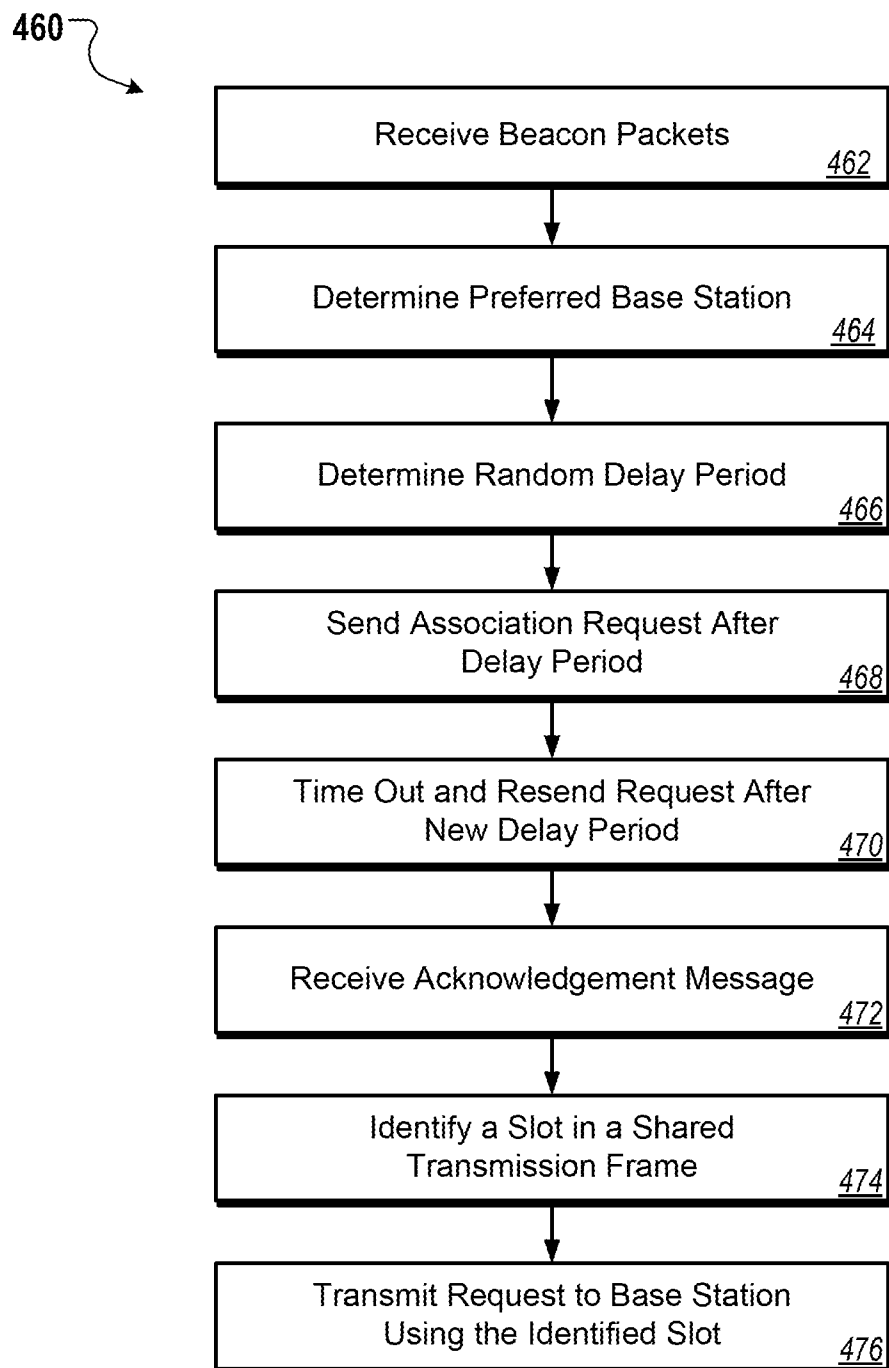 460
Receive Beacon Packets
462
Determine Preferred Base Station
464
Determine Random Delay Period
466
Send Association Request After
Delay Period
468
Time Out and Resend Request After
New Delay Period
470
Receive Acknowledgement Message
472
Identify a Slot in a Shared
Transmission Frame
474
Transmit Request to Base Station
Using the Identified Slot
476